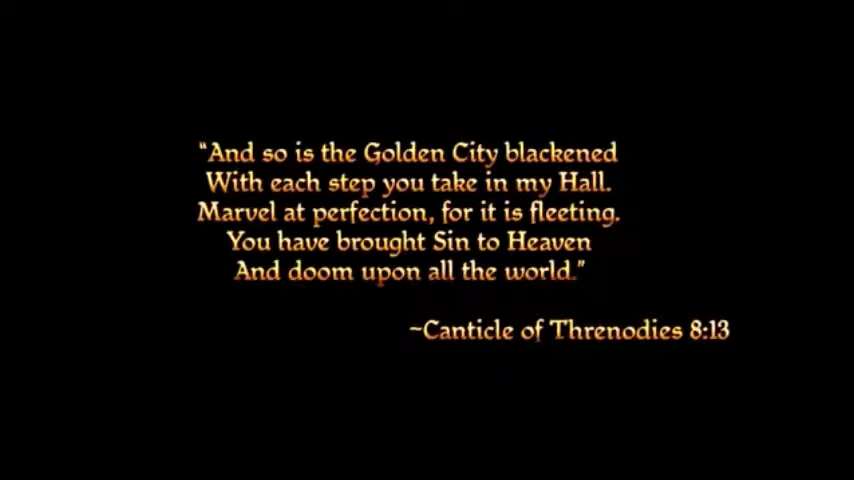 "And so is the Golden City blackened
With each step you take in my Hall.
Marvel at perfection, for it is fleeting.
You have brought Sin to Heaven
And doom upon all the world."
~Canticle of Threnodies 8:13